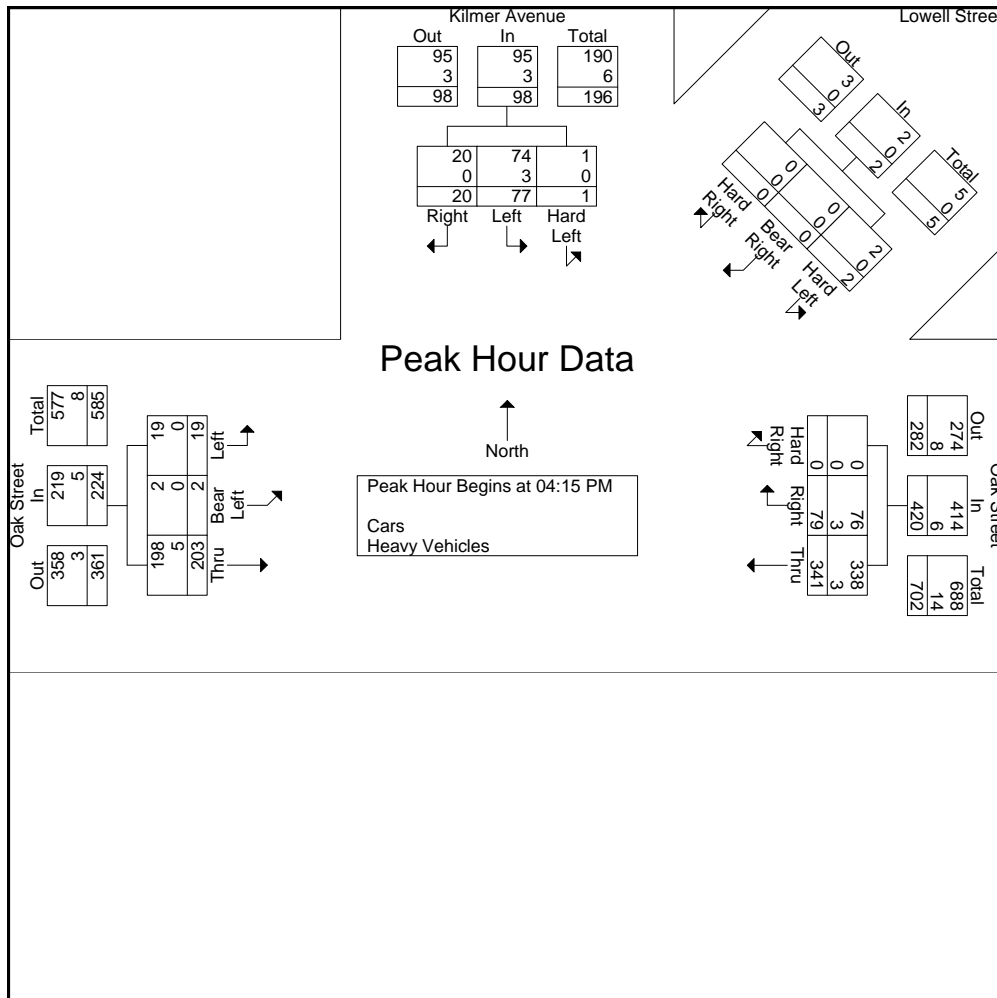 Kilmer Avenue
Out In Total
95 95 190
3 3 6
98 98 196
20 74 1
0 3 0
20 77 1
Right Left Hard Left
Lowell Stree
Out
3
0
3
In
2
0
2
Total
5
0
5
0 0 2
0 0 0
0 0 2
Hard Right
Bear Right
Hard Left
Peak Hour Data
North
Peak Hour Begins at 04:15 PM
Cars
Heavy Vehicles
Oak Street
Total
577
8
585
In
219
5
224
Out
358
3
361
Left
19
0
19
Bear Left
2
0
2
Thru
198
5
203
Oak Street
Out
274
8
282
In
414
6
420
Total
688
14
702
Hard Right
0
0
0
Right
76
3
79
Thru
338
3
341